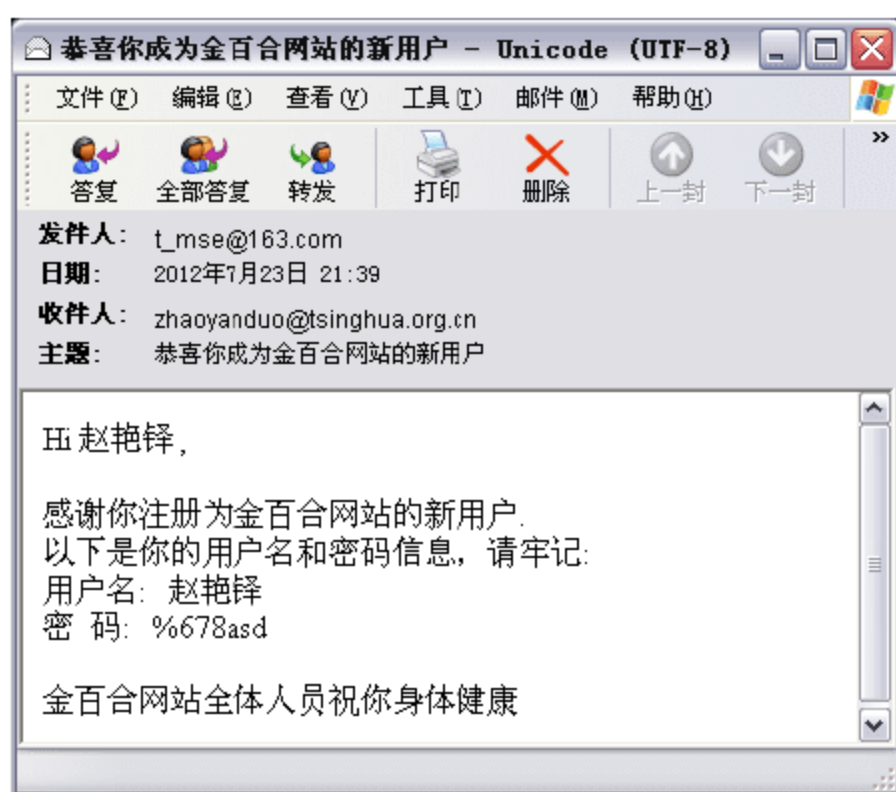 恭喜你成为金百合网站的新用户 - Unicode (UTF-8)
文件(F) 编辑(E) 查看(V) 工具(T) 邮件(M) 帮助(H)
答复 全部答复 转发 打印 删除 上一封 下一封 »
发件人: t_mse@163.com
日期: 2012年7月23日 21:39
收件人: zhaoyanduo@tsinghua.org.cn
主题: 恭喜你成为金百合网站的新用户
Hi 赵艳铎,
感谢你注册为金百合网站的新用户.
以下是你的用户名和密码信息，请牢记:
用户名: 赵艳铎
密 码: %678asd
金百合网站全体人员祝你身体健康